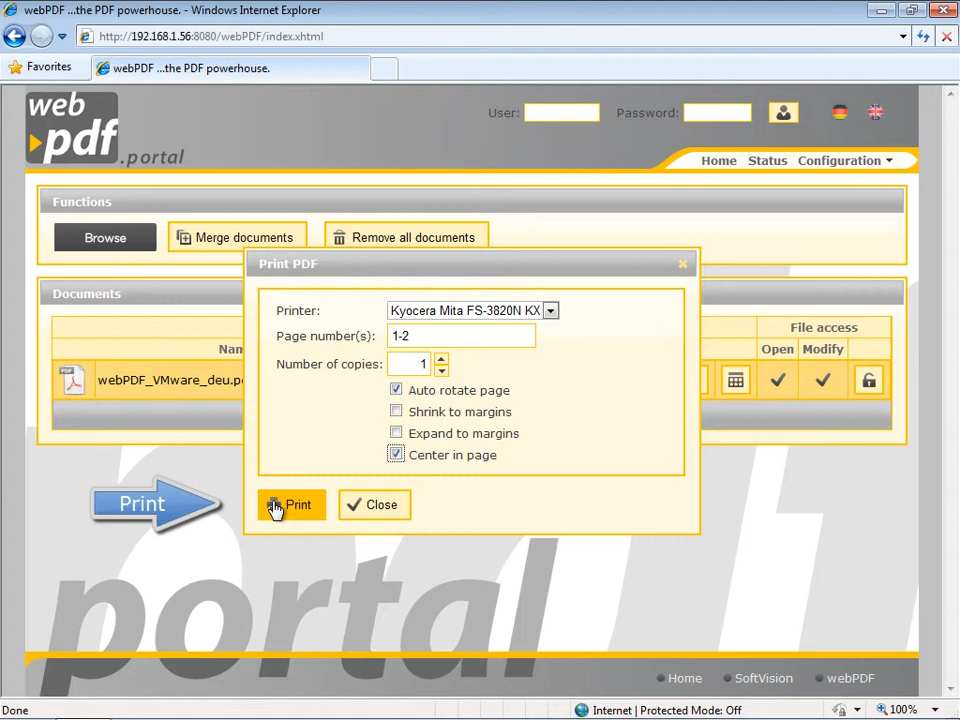 webPDF ...the PDF powerhouse. - Windows Internet Explorer
http://192.168.1.56:8080/webPDF/index.xhtml
Favorites
webPDF ...the PDF powerhouse.
web
pdf
.portal
User:
Password:
Home Status Configuration
Functions
Browse
Merge documents
Remove all documents
Print PDF
Documents
Printer: Kyocera Mita FS-3820N KX
Page number(s): 1-2
File access
Open Modify
Number of copies: 1
webPDF_VMware_deu.p
Auto rotate page
Shrink to margins
Expand to margins
Center in page
Print
Print
Close
portal
Home SoftVision webPDF
Done
Internet | Protected Mode: Off
100%